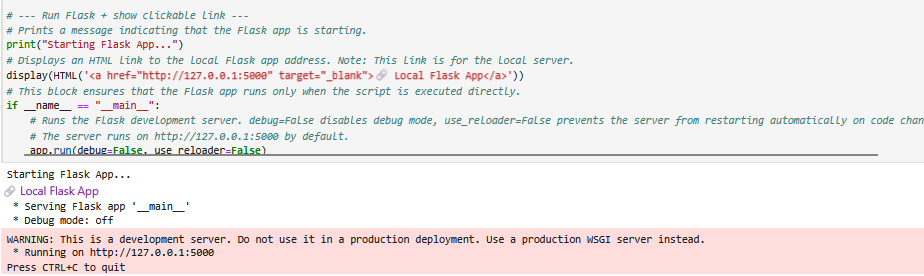 # --- Run Flask + show clickable link ---
# Prints a message indicating that the Flask app is starting.
print("Starting Flask App...")
# Displays an HTML link to the local Flask app address. Note: This link is for the local server.
display(HTML('<a href="http://127.0.0.1:5000" target="_blank">🔗 Local Flask App</a>'))
# This block ensures that the Flask app runs only when the script is executed directly.
if __name__ == "__main__":
    # Runs the Flask development server. debug=False disables debug mode, use_reloader=False prevents the server from restarting automatically on code chan
    # The server runs on http://127.0.0.1:5000 by default.
    app.run(debug=False, use_reloader=False)
Starting Flask App...
🔗 Local Flask App
 * Serving Flask app '__main__'
 * Debug mode: off
WARNING: This is a development server. Do not use it in a production deployment. Use a production WSGI server instead.
 * Running on http://127.0.0.1:5000
Press CTRL+C to quit